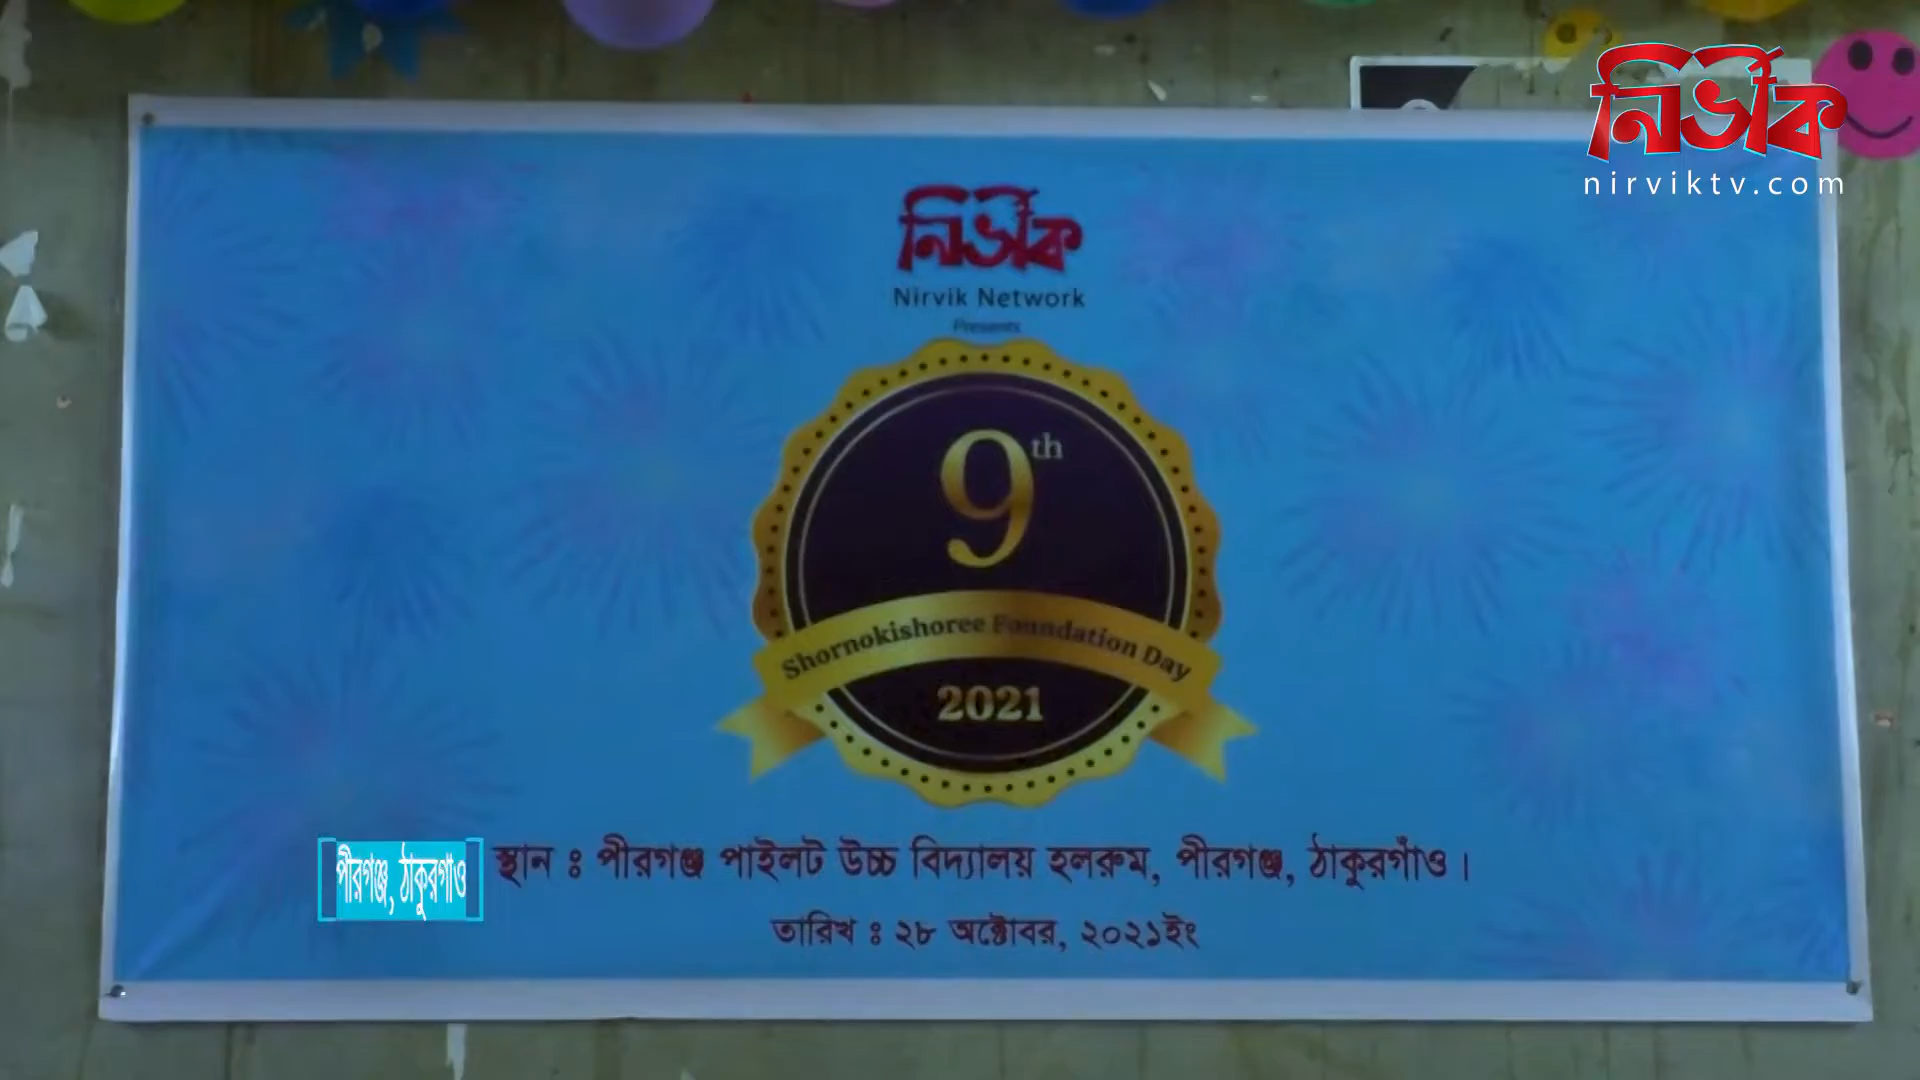 নির্ভীক
nirviktv.com
নির্ভীক
Nirvik Network
Presents
9th
Shornokishoree Foundation Day
2021
পীরগঞ্জ, ঠাকুরগাও
স্থান ঃ পীরগঞ্জ পাইলট উচ্চ বিদ্যালয় হলরুম, পীরগঞ্জ, ঠাকুরগাঁও।
তারিখ ঃ ২৮ অক্টোবর, ২০২১ইং